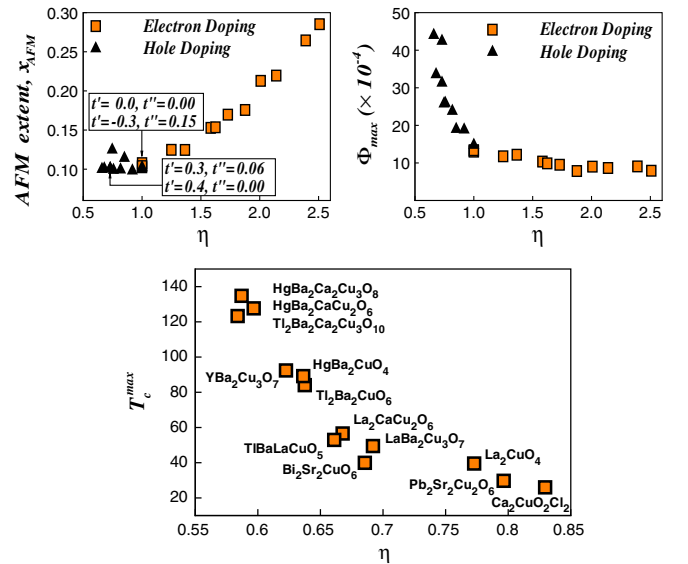 0.30
0.25
0.20
0.15
0.10
0.5
1.0
1.5
2.0
2.5
AFM extent, x_AFM
η
Electron Doping
Hole Doping
t'= 0.0, t''= 0.00
t'= -0.3, t''= 0.15
t'=0.3, t''=0.06
t'=0.4, t''=0.00
50
40
30
20
10
0.5
1.0
1.5
2.0
2.5
Φmax (× 10⁻⁴)
η
Electron Doping
Hole Doping
140
120
100
80
60
40
20
0.55
0.6
0.65
0.7
0.75
0.8
0.85
Tc^max
η
HgBa₂Ca₂Cu₃O₈
HgBa₂CaCu₂O₆
Tl₂Ba₂Ca₂Cu₃O₁₀
HgBa₂CuO₄
YBa₂Cu₃O₇
Tl₂Ba₂CuO₆
La₂CaCu₂O₆
LaBa₂Cu₃O₇
TlBaLaCuO₅
La₂CuO₄
Bi₂Sr₂CuO₆
Pb₂Sr₂Cu₂O₆
Ca₂CuO₂Cl₂